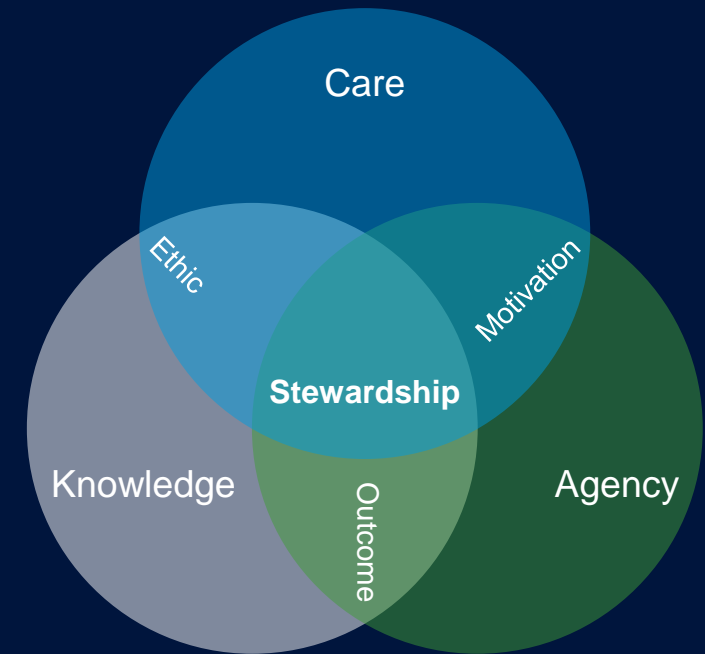 Care
Ethic
Motivation
Stewardship
Knowledge
Agency
Outcome